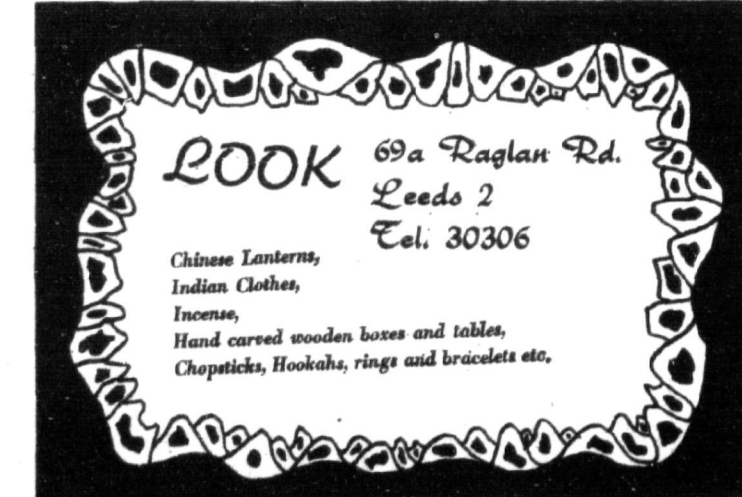 LOOK
69a Raglan Rd.
Leeds 2
Tel. 30306
Chinese Lanterns,
Indian Clothes,
Incense,
Hand carved wooden boxes and tables,
Chopsticks, Hookahs, rings and bracelets etc.